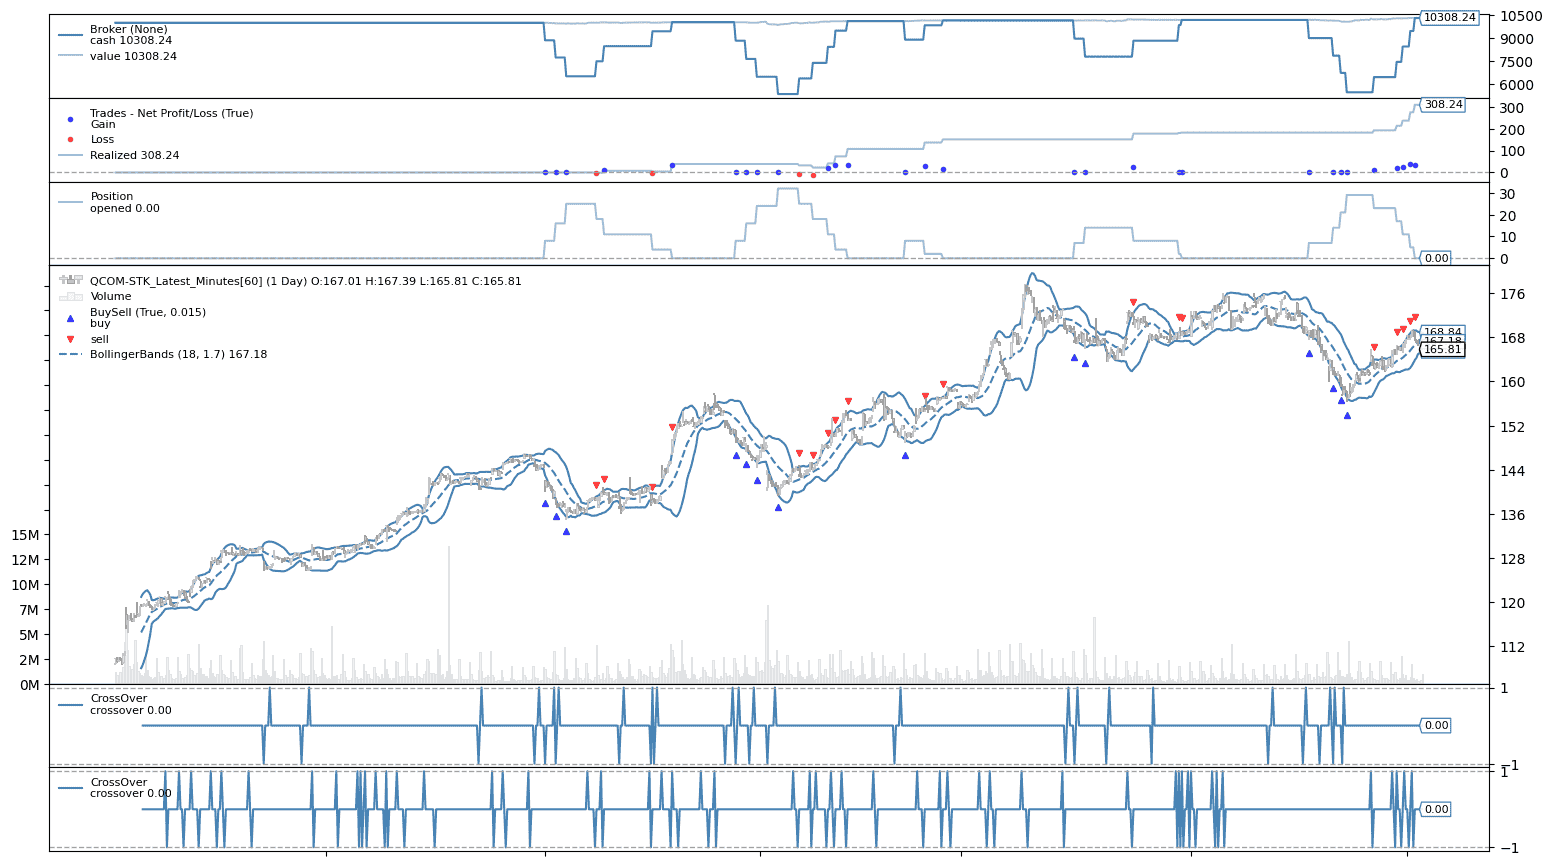 Broker (None)
cash 10308.24
value 10308.24
10308.24
10500
9000
7500
6000
Trades - Net Profit/Loss (True)
Gain
Loss
Realized 308.24
308.24
300
200
100
0
Position
opened 0.00
30
20
10
0
0.00
QCOM-STK_Latest_Minutes[60] (1 Day) O:167.01 H:167.39 L:165.81 C:165.81
Volume
BuySell (True, 0.015)
buy
sell
BollingerBands (18, 1.7) 167.18
176
168
160
152
144
136
128
120
112
168.84
167.18
165.81
15M
12M
10M
7M
5M
2M
0M
CrossOver
crossover 0.00
1
0.00
−1
CrossOver
crossover 0.00
1
0.00
−1